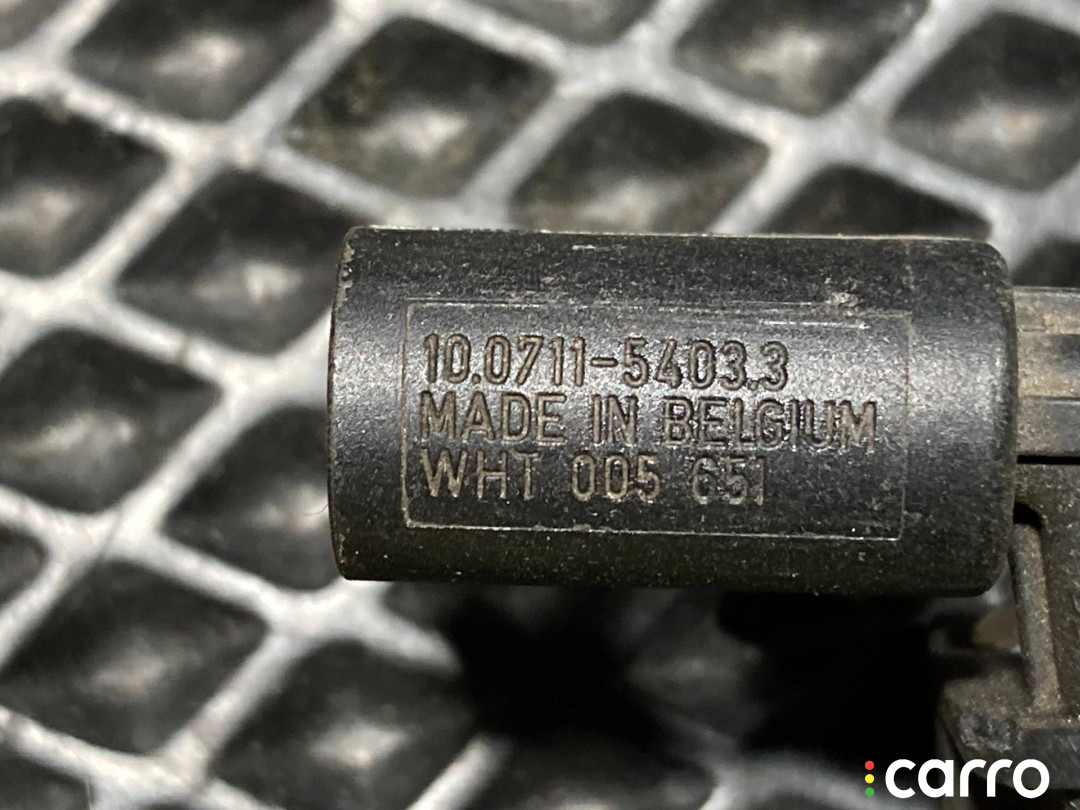 10.0711-5403.3
MADE IN BELGIUM
WHT 005 651
carro